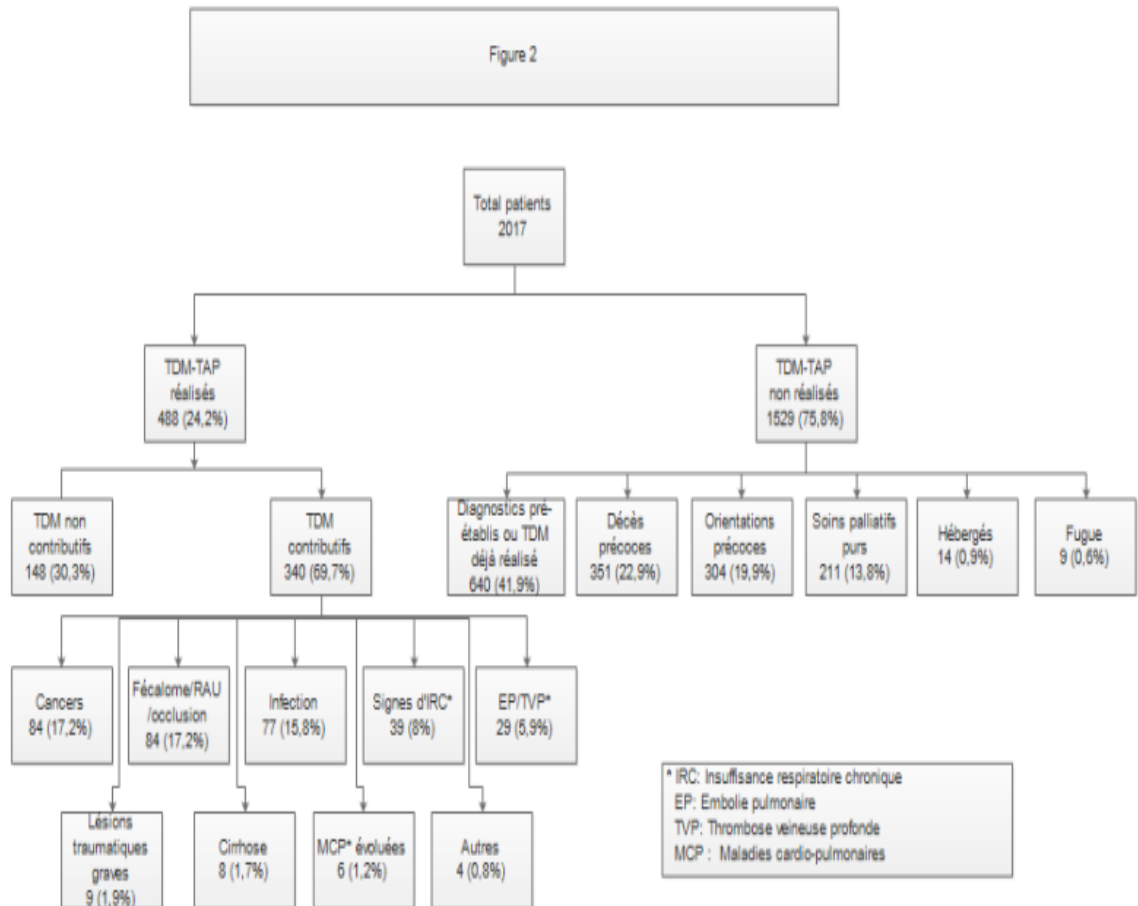 Figure 2
Total patients
2017
TDM-TAP
réalisés
488 (24,2%)
TDM-TAP
non réalisés
1529 (75,8%)
TDM non
contributifs
148 (30,3%)
TDM
contributifs
340 (69,7%)
Diagnostics pré-
établis ou TDM
déjà réalisé
640 (41,9%)
Décès
précoces
351 (22,9%)
Orientations
précoces
304 (19,9%)
Soins palliatifs
purs
211 (13,8%)
Hébergés
14 (0,9%)
Fugue
9 (0,6%)
Cancers
84 (17,2%)
Fécalome/RAU
/occlusion
84 (17,2%)
Infection
77 (15,8%)
Signes d'IRC*
39 (8%)
EP/TVP*
29 (5,9%)
Lésions
traumatiques
graves
9 (1,9%)
Cirrhose
8 (1,7%)
MCP* évoluées
6 (1,2%)
Autres
4 (0,8%)
* IRC: Insuffisance respiratoire chronique
EP: Embolie pulmonaire
TVP: Thrombose veineuse profonde
MCP : Maladies cardio-pulmonaires